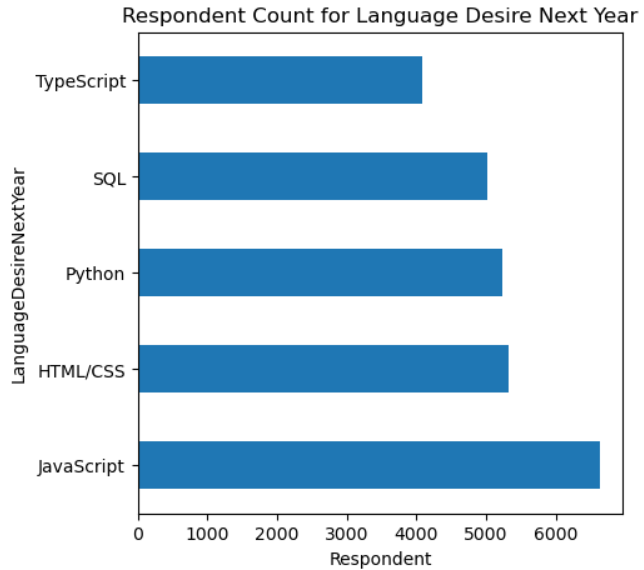 Respondent Count for Language Desire Next Year
LanguageDesireNextYear
TypeScript
SQL
Python
HTML/CSS
JavaScript
0 1000 2000 3000 4000 5000 6000
Respondent